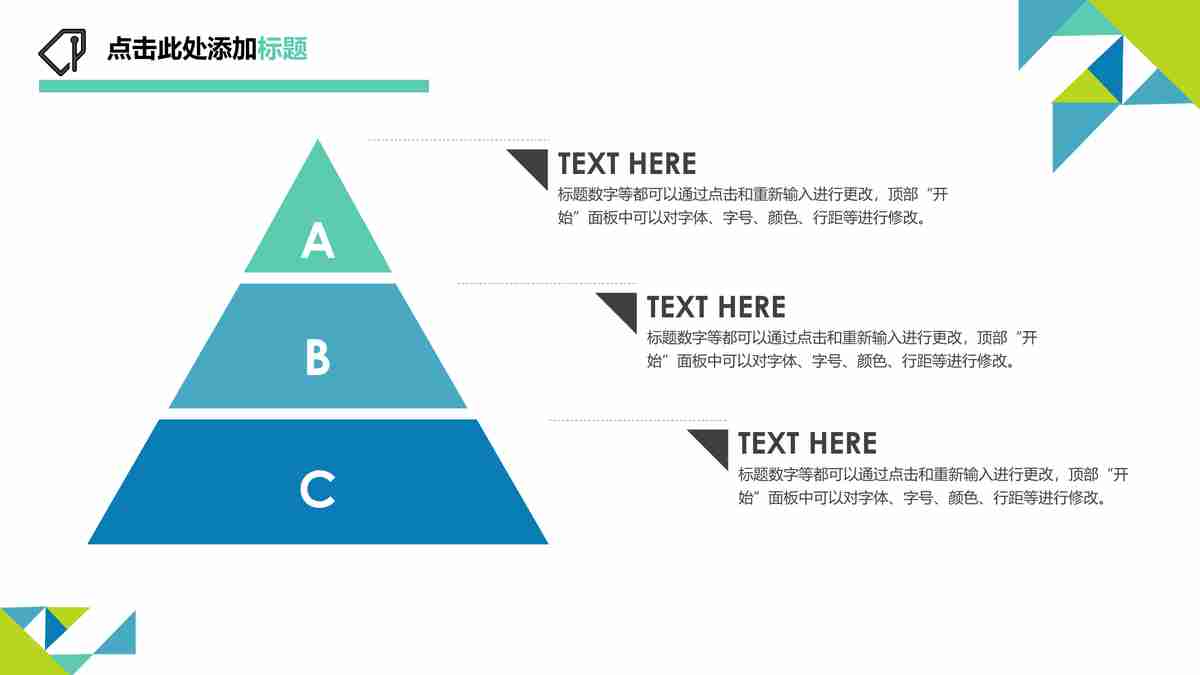 点击此处添加标题
A
TEXT HERE
标题数字等都可以通过点击和重新输入进行更改，顶部“开
始”面板中可以对字体、字号、颜色、行距等进行修改。
B
TEXT HERE
标题数字等都可以通过点击和重新输入进行更改，顶部“开
始”面板中可以对字体、字号、颜色、行距等进行修改。
C
TEXT HERE
标题数字等都可以通过点击和重新输入进行更改，顶部“开
始”面板中可以对字体、字号、颜色、行距等进行修改。